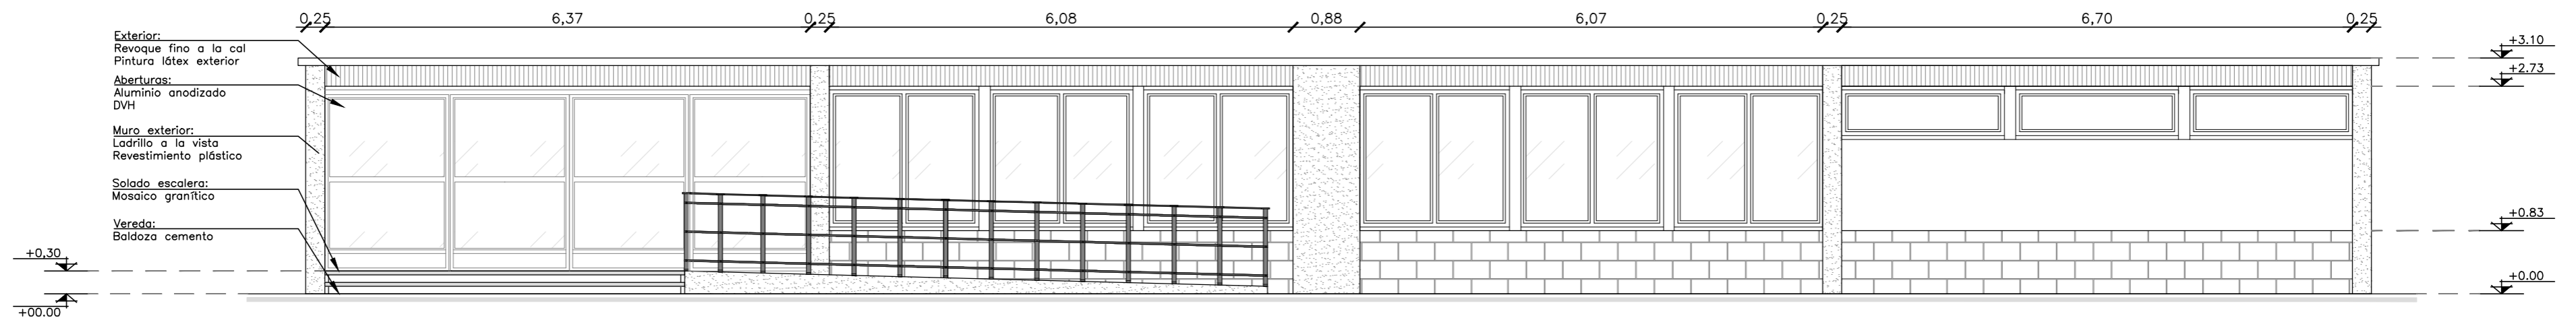 0,25 6,37 0,25 6,08 0,88 6,07 0,25 6,70 0,25
Exterior:
Revoque fino a la cal
Pintura látex exterior
Aberturas:
Aluminio anodizado
DVH
Muro exterior:
Ladrillo a la vista
Revestimiento plástico
Solado escalera:
Mosaico granítico
Vereda:
Baldoza cemento
+0,30
+00.00
+3.10
+2.73
+0.83
+0.00